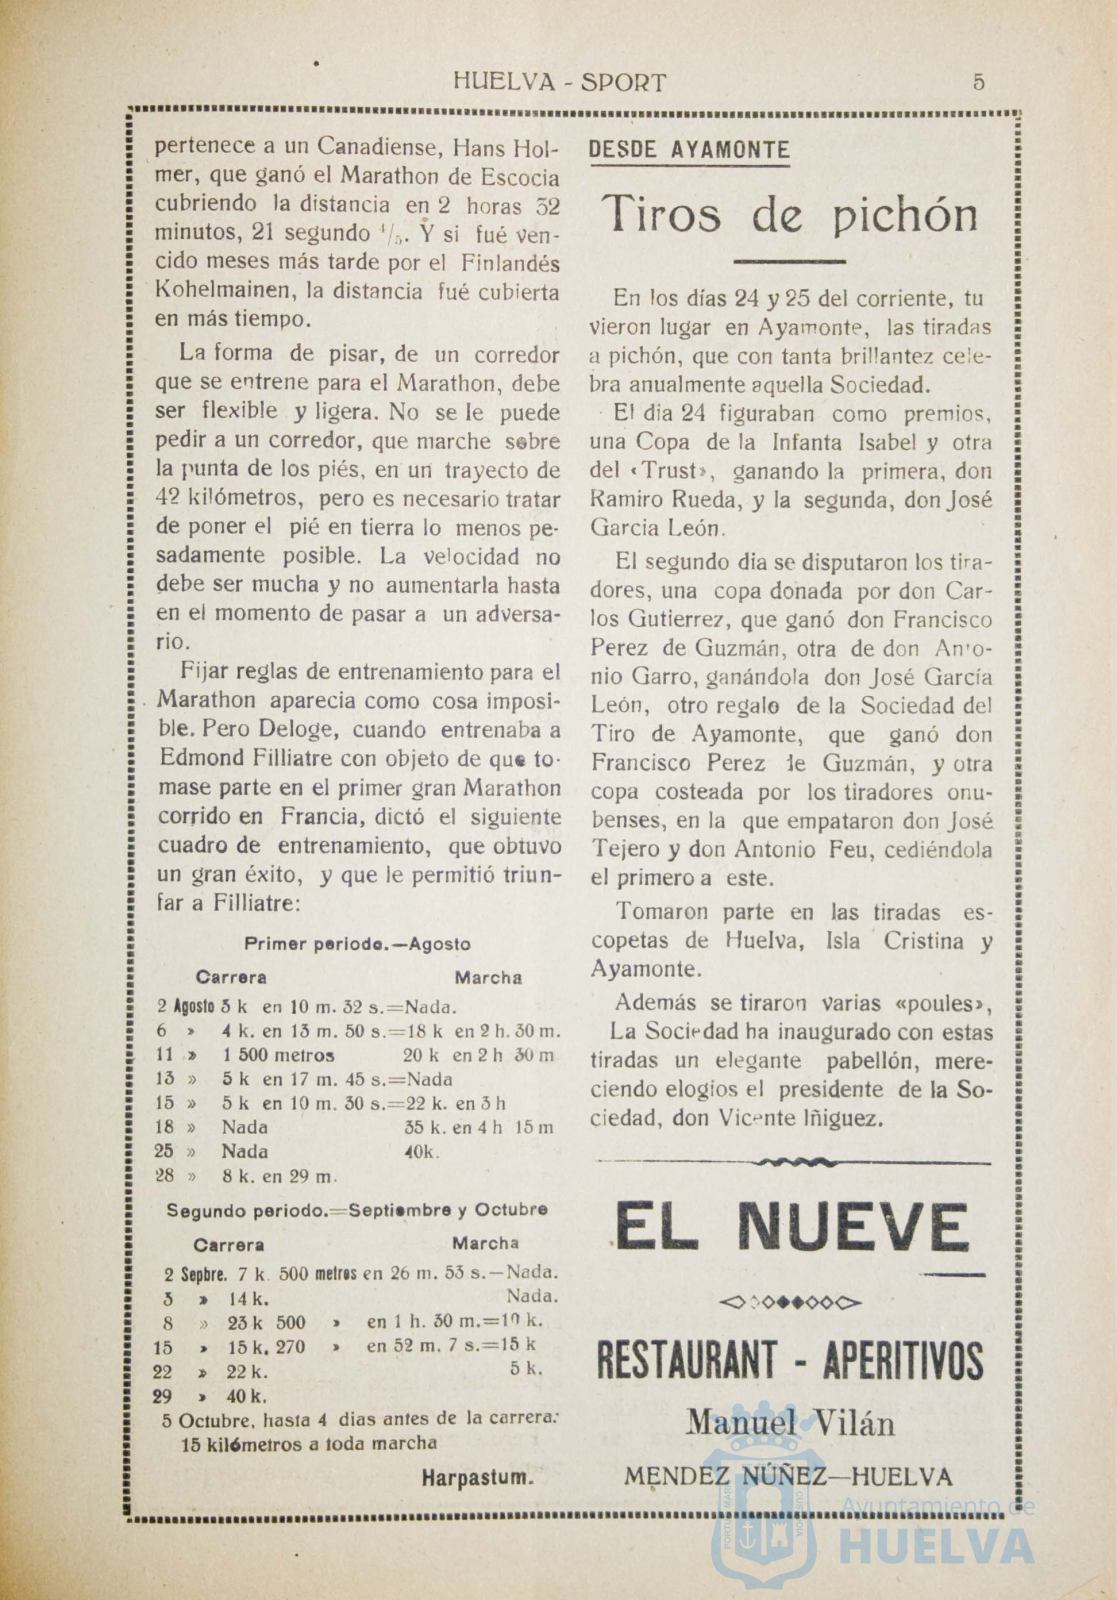 HUELVA - SPORT
5
pertenece a un Canadiense, Hans Hol-
mer, que ganó el Marathon de Escocia
cubriendo la distancia en 2 horas 32
minutos, 21 segundo 1/5. Y si fué ven-
cido meses más tarde por el Finlandés
Kohelmainen, la distancia fué cubierta
en más tiempo.
La forma de pisar, de un corredor
que se entrene para el Marathon, debe
ser flexible y ligera. No se le puede
pedir a un corredor, que marche sobre
la punta de los piés, en un trayecto de
42 kilómetros, pero es necesario tratar
de poner el pié en tierra lo menos pe-
sadamente posible. La velocidad no
debe ser mucha y no aumentarla hasta
en el momento de pasar a un adversa-
rio.
Fijar reglas de entrenamiento para el
Marathon aparecia como cosa imposi-
ble. Pero Deloge, cuando entrenaba a
Edmond Filliatre con objeto de que to-
mase parte en el primer gran Marathon
corrido en Francia, dictó el siguiente
cuadro de entrenamiento, que obtuvo
un gran éxito, y que le permitió triun-
far a Filliatre:
Primer periodo.—Agosto
Carrera Marcha
2 Agosto 3 k en 10 m. 32 s.=Nada.
6 » 4 k. en 13 m. 50 s.=18 k en 2 h. 30 m.
11 » 1 500 metros 20 k en 2 h 30 m
13 » 5 k en 17 m. 45 s.=Nada
15 » 5 k en 10 m. 30 s.=22 k. en 3 h
18 » Nada 35 k. en 4 h 15 m
25 » Nada 40k.
28 » 8 k. en 29 m.
Segundo periodo.=Septiembre y Octubre
Carrera Marcha
2 Sepbre. 7 k. 500 metros en 26 m. 53 s.—Nada.
3 » 14 k. Nada.
8 » 23 k 500 » en 1 h. 30 m.=10 k.
15 » 15 k. 270 » en 52 m. 7 s.=15 k
22 » 22 k. 5 k.
29 » 40 k.
5 Octubre, hasta 4 dias antes de la carrera:
15 kilómetros a toda marcha
Harpastum.
DESDE AYAMONTE
Tiros de pichón
En los días 24 y 25 del corriente, tu
vieron lugar en Ayamonte, las tiradas
a pichón, que con tanta brillantez cele-
bra anualmente aquella Sociedad.
El dia 24 figuraban como premios,
una Copa de la Infanta Isabel y otra
del «Trust», ganando la primera, don
Ramiro Rueda, y la segunda, don José
Garcia León.
El segundo dia se disputaron los tira-
dores, una copa donada por don Car-
los Gutierrez, que ganó don Francisco
Perez de Guzmán, otra de don Anto-
nio Garro, ganándola don José García
León, otro regalo de la Sociedad del
Tiro de Ayamonte, que ganó don
Francisco Perez de Guzmán, y otra
copa costeada por los tiradores onu-
benses, en la que empataron don José
Tejero y don Antonio Feu, cediéndola
el primero a este.
Tomaron parte en las tiradas es-
copetas de Huelva, Isla Cristina y
Ayamonte.
Además se tiraron varias «poules»,
La Sociedad ha inaugurado con estas
tiradas un elegante pabellón, mere-
ciendo elogios el presidente de la So-
ciedad, don Vicente Iñiguez.
EL NUEVE
RESTAURANT - APERITIVOS
Manuel Vilán
MENDEZ NÚÑEZ—HUELVA
Ayuntamiento de
HUELVA